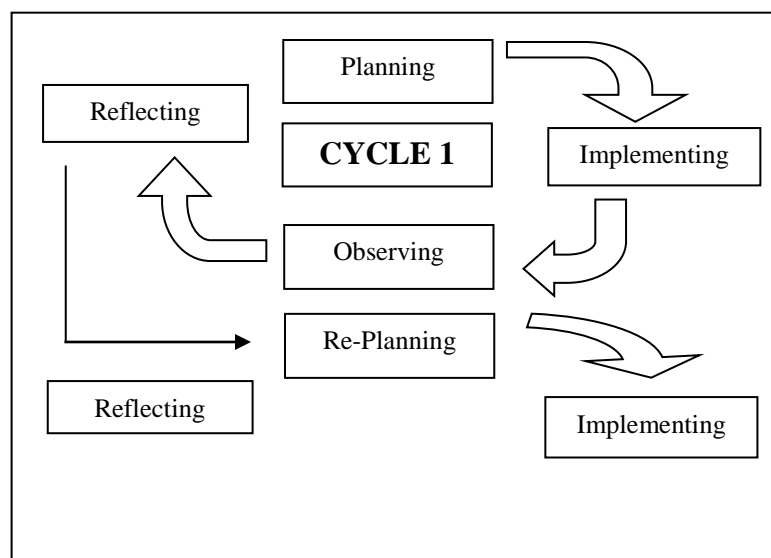 Planning
Reflecting
CYCLE 1
Implementing
Observing
Re-Planning
Reflecting
Implementing